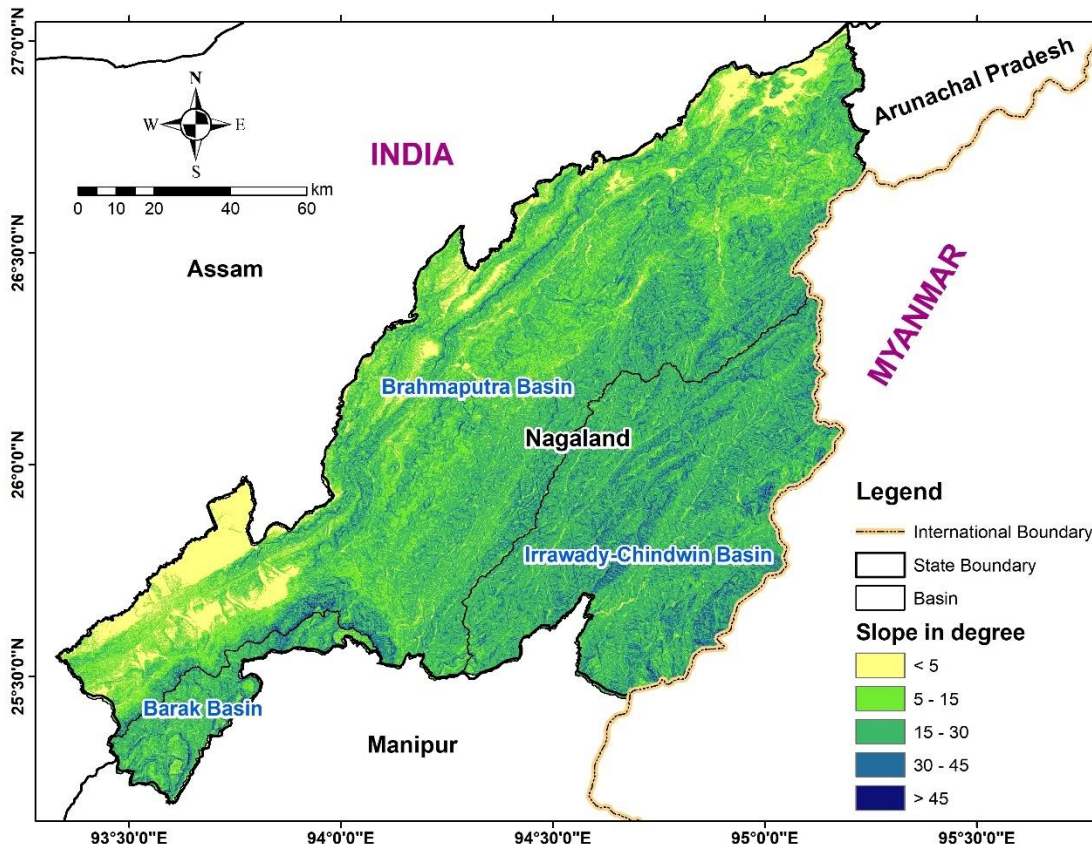 27°0'0"N
26°30'0"N
26°0'0"N
25°30'0"N
N
W E
S
0 5 10 20 40 60 km
INDIA
Arunachal Pradesh
Assam
MYANMAR
Brahmaputra Basin
Nagaland
Irrawady-Chindwin Basin
Barak Basin
Manipur
Legend
International Boundary
State Boundary
Basin
Slope in degree
< 5
5 - 15
15 - 30
30 - 45
> 45
93°30'0"E
94°0'0"E
94°30'0"E
95°0'0"E
95°30'0"E